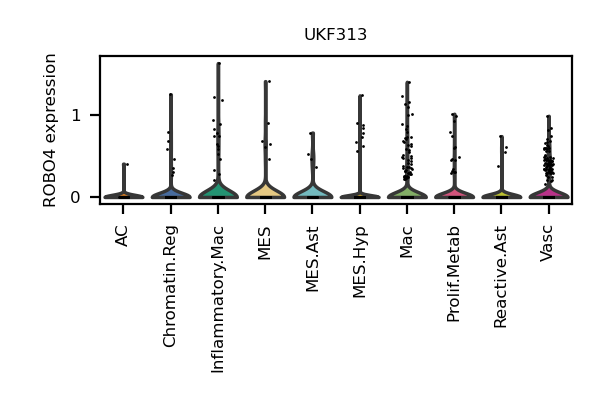 UKF313
ROBO4 expression
1
0
AC
Chromatin.Reg
Inflammatory.Mac
MES
MES.Ast
MES.Hyp
Mac
Prolif.Metab
Reactive.Ast
Vasc